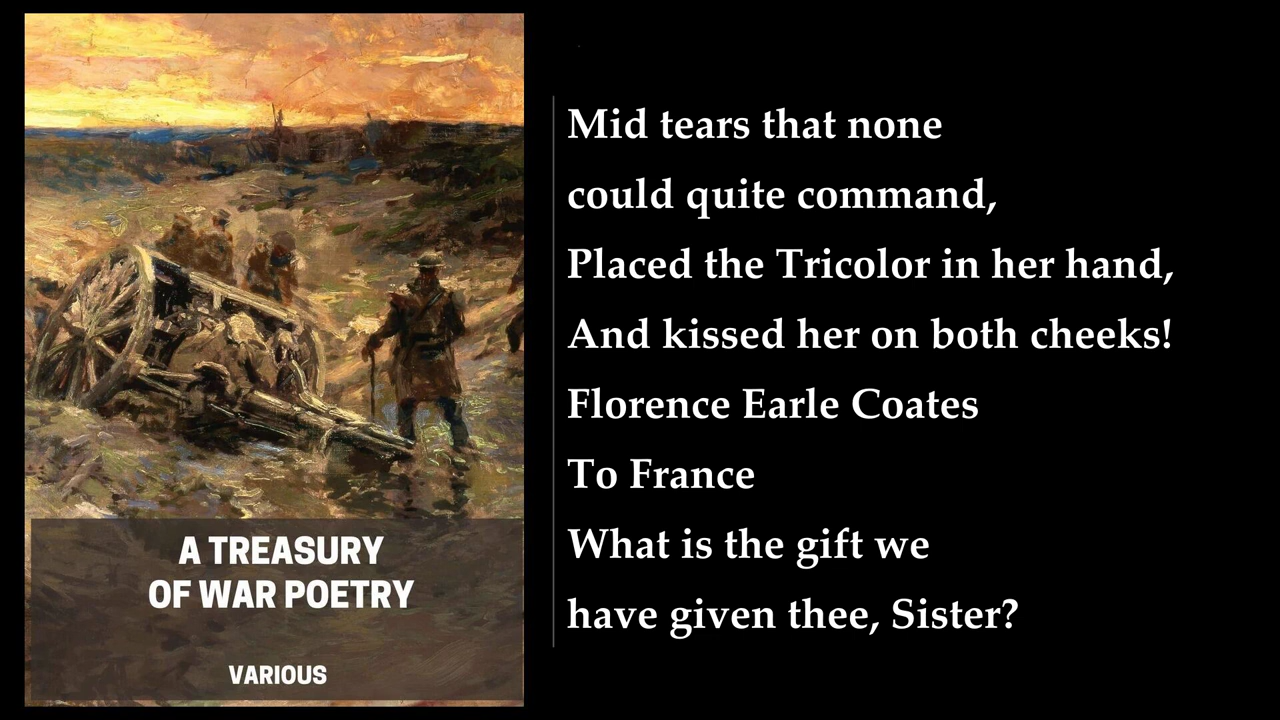 A TREASURY
OF WAR POETRY
VARIOUS
Mid tears that none
could quite command,
Placed the Tricolor in her hand,
And kissed her on both cheeks!
Florence Earle Coates
To France
What is the gift we
have given thee, Sister?